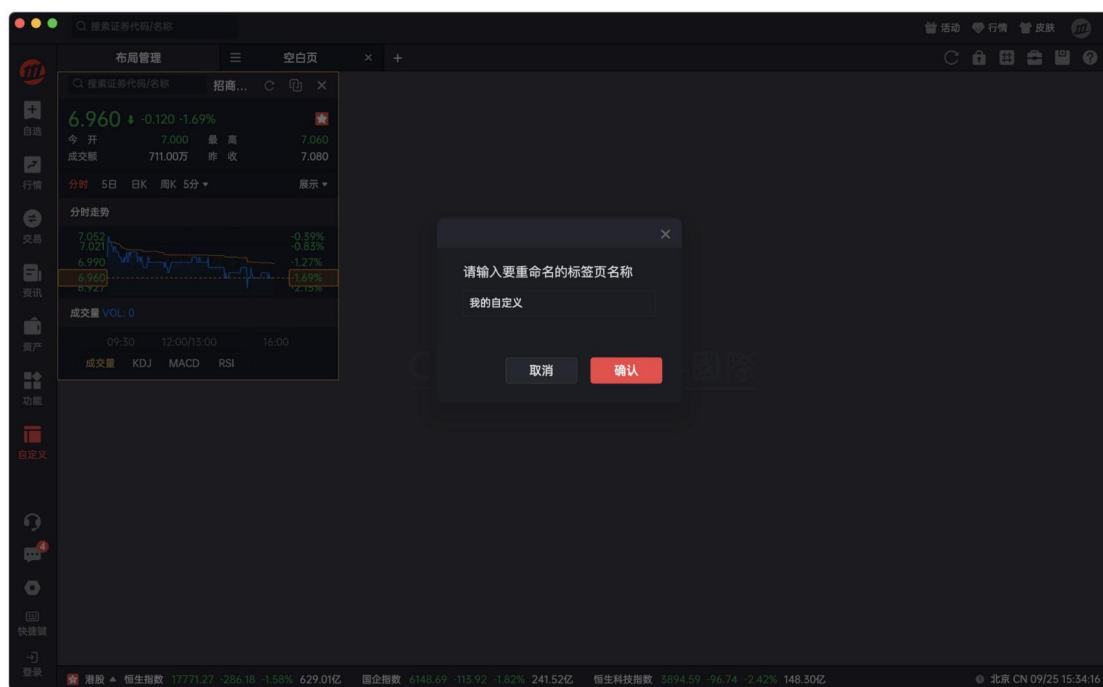 搜索证券代码/名称
活动 行情 皮肤
布局管理 空白页 × +
搜索证券代码/名称 招商...
6.960 -0.120 -1.69%
今开 7.000 最高 7.060
成交额 711.00万 昨收 7.080
分时 5日 日K 周K 5分 展示
分时走势
7.052 -0.39%
7.021 -0.83%
6.990 -1.27%
6.960 -1.69%
6.927 -2.15%
成交量 VOL: 0
09:30 12:00/13:00 16:00
成交量 KDJ MACD RSI
自选
行情
交易
资讯
资产
功能
自定义
4
快捷键
登录
请输入要重命名的标签页名称
我的自定义
取消 确认
國際
港股 恒生指数 17771.27 -286.18 -1.58% 629.01亿 国企指数 6148.69 -113.92 -1.82% 241.52亿 恒生科技指数 3894.59 -96.74 -2.42% 148.30亿 北京 CN 09/25 15:34:16